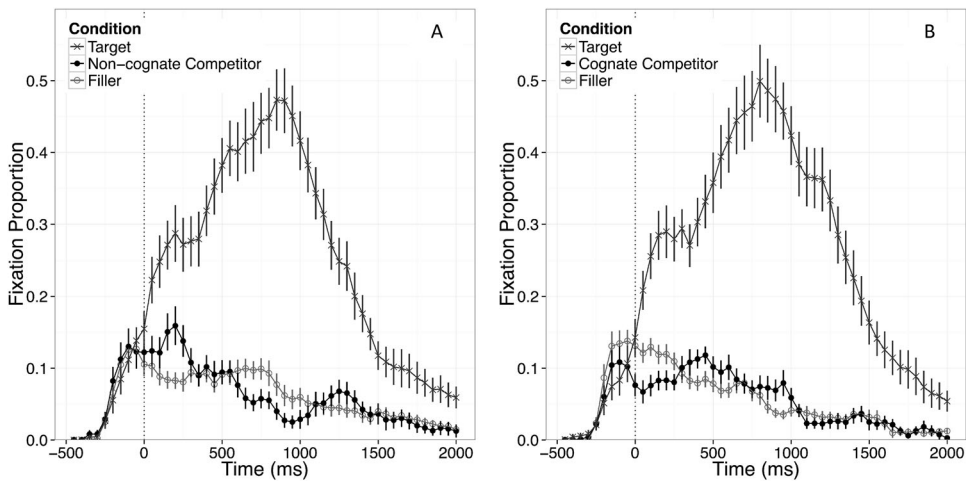 Condition
Target
Non-cognate Competitor
Filler
A
Fixation Proportion
0.5
0.4
0.3
0.2
0.1
0.0
−500 0 500 1000 1500 2000
Time (ms)
Condition
Target
Cognate Competitor
Filler
B
Fixation Proportion
0.5
0.4
0.3
0.2
0.1
0.0
−500 0 500 1000 1500 2000
Time (ms)